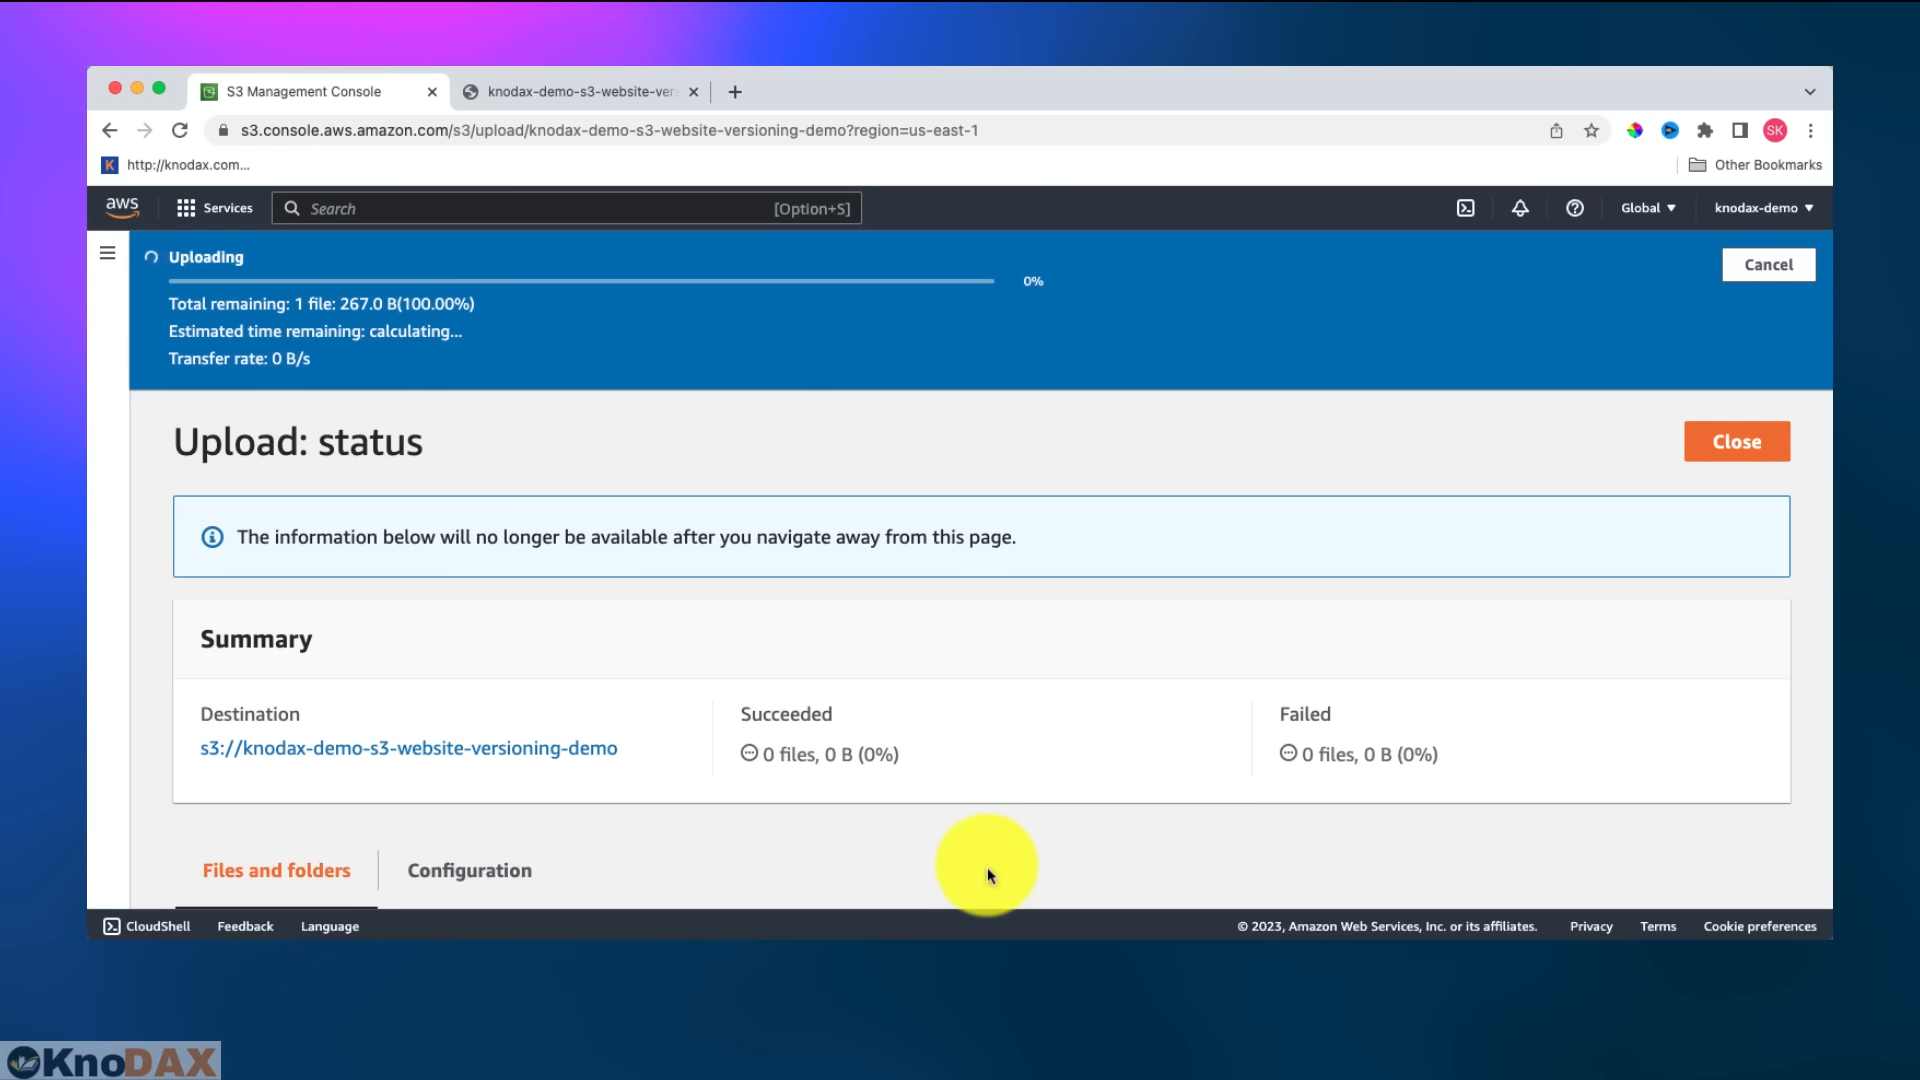 S3 Management Console
knodax-demo-s3-website-ver
s3.console.aws.amazon.com/s3/upload/knodax-demo-s3-website-versioning-demo?region=us-east-1
SK
K http://knodax.com...
Other Bookmarks
aws
Services
Search
[Option+S]
Global
knodax-demo
Uploading
0%
Cancel
Total remaining: 1 file: 267.0 B(100.00%)
Estimated time remaining: calculating...
Transfer rate: 0 B/s
Upload: status
Close
The information below will no longer be available after you navigate away from this page.
Summary
Destination
s3://knodax-demo-s3-website-versioning-demo
Succeeded
0 files, 0 B (0%)
Failed
0 files, 0 B (0%)
Files and folders
Configuration
CloudShell
Feedback
Language
© 2023, Amazon Web Services, Inc. or its affiliates.
Privacy
Terms
Cookie preferences
KnoDAX